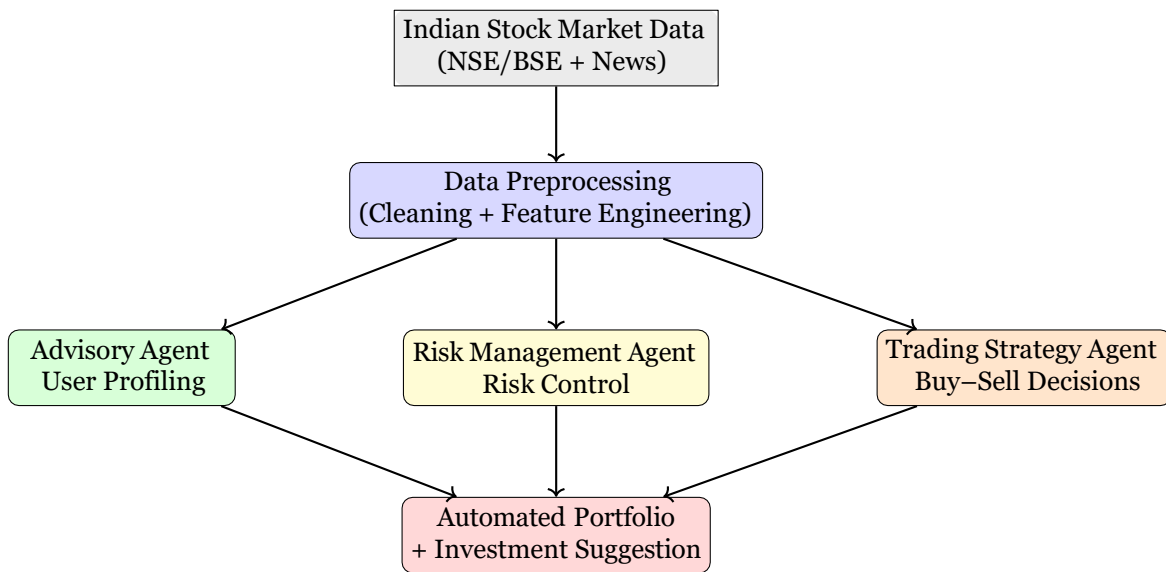 Indian Stock Market Data
(NSE/BSE + News)
Data Preprocessing
(Cleaning + Feature Engineering)
Advisory Agent
User Profiling
Risk Management Agent
Risk Control
Trading Strategy Agent
Buy–Sell Decisions
Automated Portfolio
+ Investment Suggestion